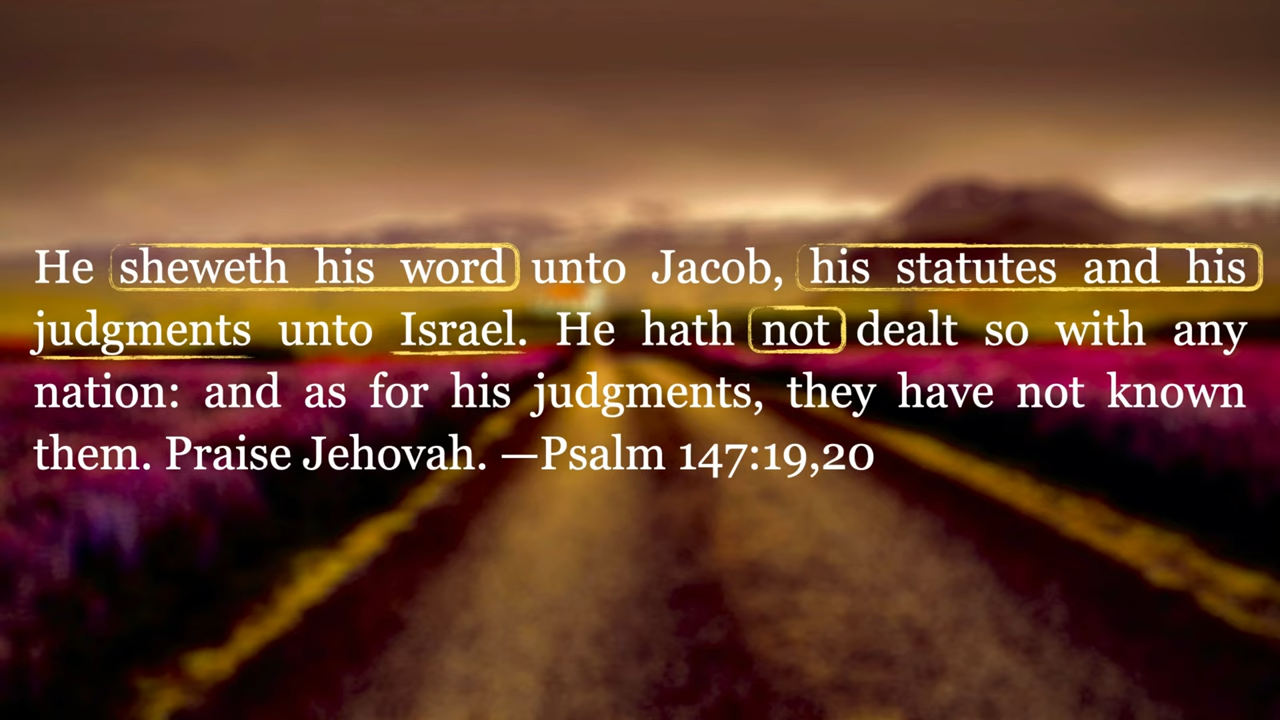 He sheweth his word unto Jacob, his statutes and his
judgments unto Israel. He hath not dealt so with any
nation: and as for his judgments, they have not known
them. Praise Jehovah. —Psalm 147:19,20